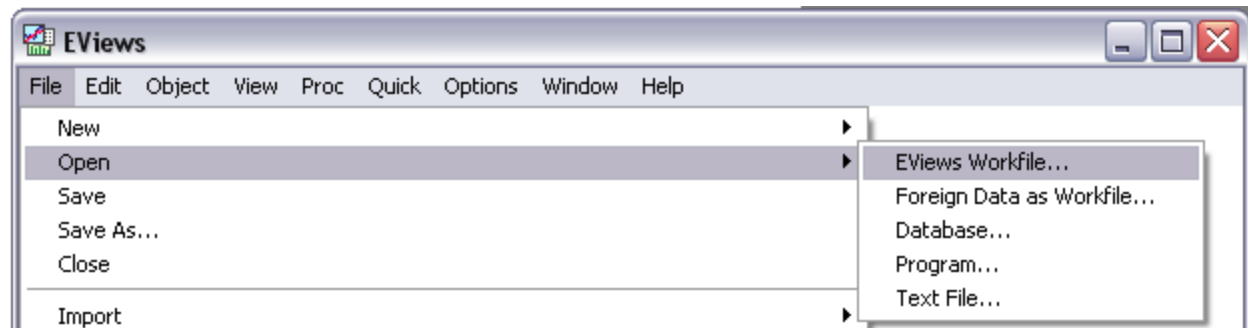 EViews
File Edit Object View Proc Quick Options Window Help
New
Open
Save
Save As...
Close
Import
EViews Workfile...
Foreign Data as Workfile...
Database...
Program...
Text File...